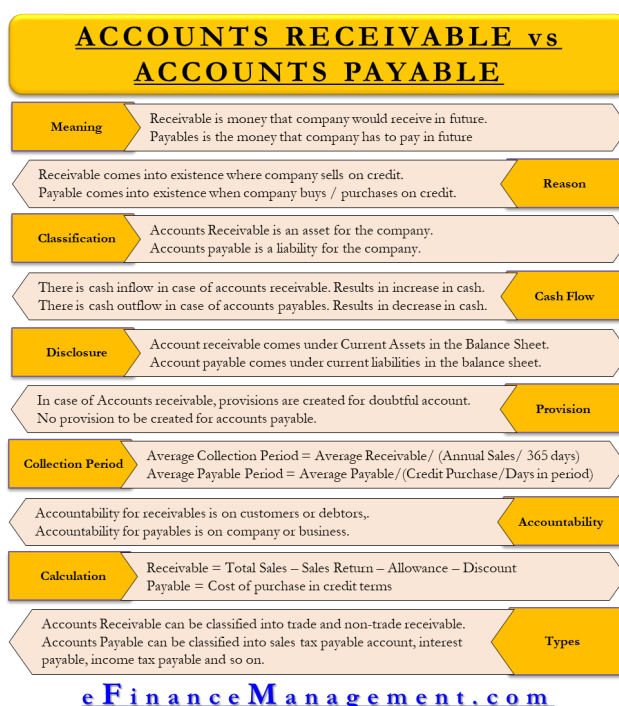 ACCOUNTS RECEIVABLE vs
ACCOUNTS PAYABLE
Meaning
Receivable is money that company would receive in future.
Payables is the money that company has to pay in future
Receivable comes into existence where company sells on credit.
Payable comes into existence when company buys / purchases on credit.
Reason
Classification
Accounts Receivable is an asset for the company.
Accounts payable is a liability for the company.
There is cash inflow in case of accounts receivable. Results in increase in cash.
There is cash outflow in case of accounts payables. Results in decrease in cash.
Cash Flow
Disclosure
Account receivable comes under Current Assets in the Balance Sheet.
Account payable comes under current liabilities in the balance sheet.
In case of Accounts receivable, provisions are created for doubtful account.
No provision to be created for accounts payable.
Provision
Collection Period
Average Collection Period = Average Receivable/ (Annual Sales/ 365 days)
Average Payable Period = Average Payable/(Credit Purchase/Days in period)
Accountability for receivables is on customers or debtors,.
Accountability for payables is on company or business.
Accountability
Calculation
Receivable = Total Sales – Sales Return – Allowance – Discount
Payable = Cost of purchase in credit terms
Accounts Receivable can be classified into trade and non-trade receivable.
Accounts Payable can be classified into sales tax payable account, interest
payable, income tax payable and so on.
Types
eFinanceManagement.com